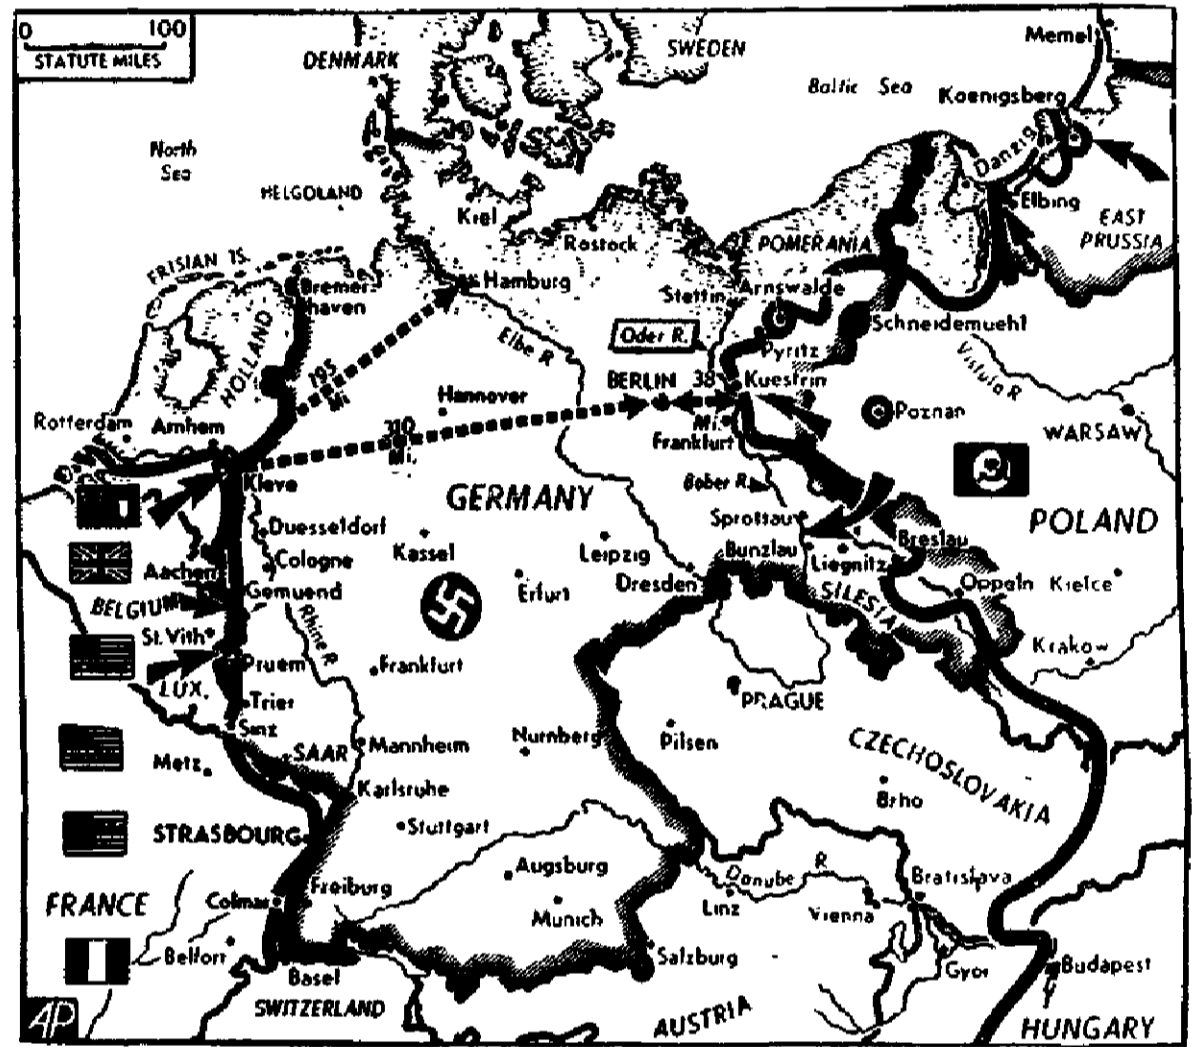 0 100
STATUTE MILES
DENMARK
SWEDEN
Memel
Baltic Sea
Koenigsberg
North
Sea
Danzig
HELGOLAND
Kiel
Elbing
EAST
PRUSSIA
Rostock
POMERANIA
FRISIAN IS.
Bremer-
haven
Hamburg
Stettin
Arnswalde
Schneidemuehl
HOLLAND
Elbe R
Oder R.
Pyritz
Vistula R
195
Mi
BERLIN
38
Mi.
Kuestrin
Hannover
Poznan
Rotterdam
Arnhem
310
Mi.
Frankfurt
WARSAW
Kleve
GERMANY
Bober R.
POLAND
Duesseldorf
Sprottau
Kassel
Leipzig
Breslau
Cologne
Bunzlau
Liegnitz
Aachen
Erfurt
Dresden
Oppeln
Kielce
Gemuend
BELGIUM
SILESIA
Rhine R.
St. Vith
Krakow
Pruem
Frankfurt
LUX.
Trier
PRAGUE
Sinz
SAAR
Mannheim
Nurnberg
Pilsen
CZECHOSLOVAKIA
Metz
Karlsruhe
Brho
STRASBOURG
Stuttgart
Augsburg
Danube R
Bratislava
FRANCE
Freiburg
Colmar
Munich
Linz
Vienna
Belfort
Basel
Salzburg
Gyor
Budapest
SWITZERLAND
AUSTRIA
HUNGARY
AP